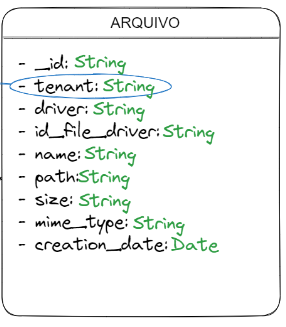 ARQUIVO
- _id: String
- tenant: String
- driver: String
- id_file_driver: String
- name: String
- path:String
- size: String
- mime_type: String
- creation_date: Date